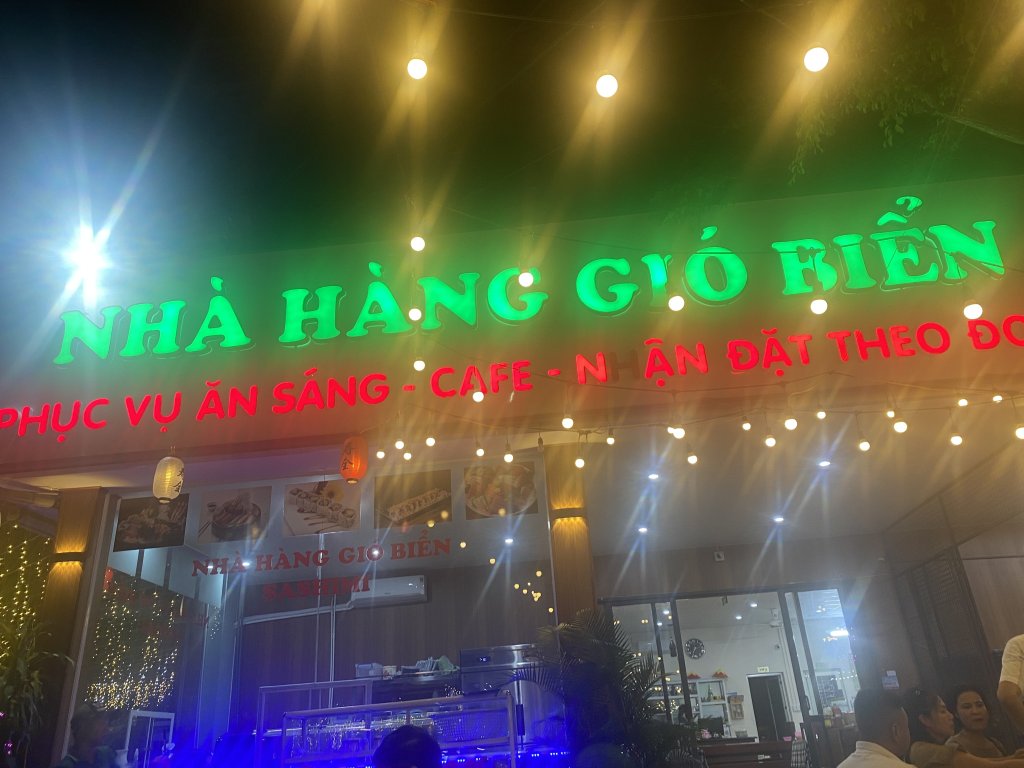 NHÀ HÀNG GIÓ BIỂN
PHỤC VỤ ĂN SÁNG - CAFE - NHẬN ĐẶT THEO
NHÀ HÀNG GIÓ BIỂN
SASHIMI